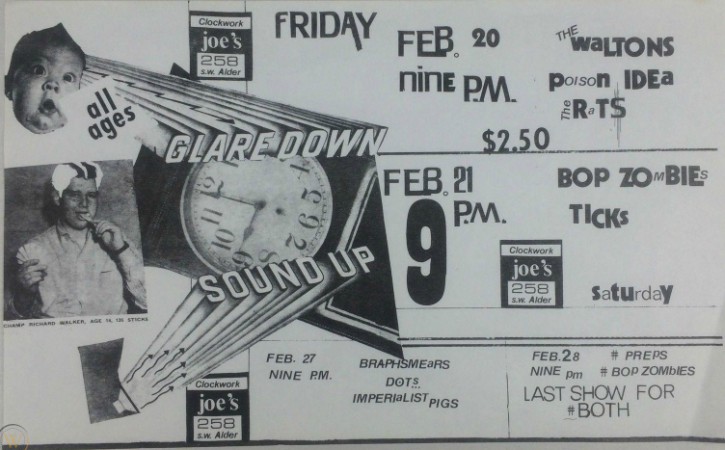 Clockwork
joe's
258
s.w. Alder
FRIDAY
FEB. 20
nine P.M.
THE WaLTONS
poison IDEa
The RaTS
$2.50
all
ages
GLARE DOWN
SOUND UP
CHAMP RICHARD WALKER, AGE 14, 135 STICKS
FEB. 21
9 P.M.
BOP ZOMBIEs
TIcKs
Clockwork
joe's
258
s.w. Alder
saturday
FEB. 27
NINE P.M.
BRAPHSMEaRS
DOTs
IMPERIaLIST PIGS
FEB. 28
NINE pm
# PREPS
# BOP ZOMbIES
LAST SHOW FOR
# BOTH
Clockwork
joe's
258
s.w. Alder